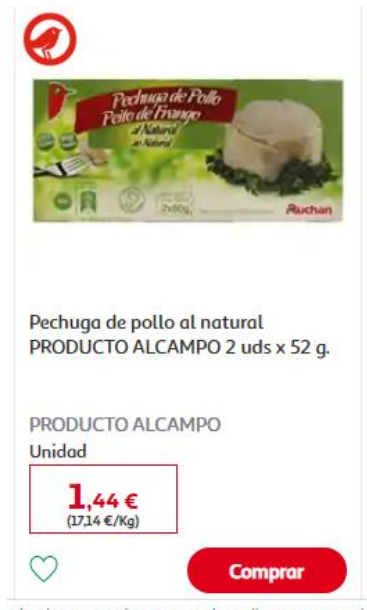 Pechuga de Pollo
Peito de Frango
al Natural
ao Natural
2x60g
Auchan
Pechuga de pollo al natural
PRODUCTO ALCAMPO 2 uds x 52 g.
PRODUCTO ALCAMPO
Unidad
1,44 €
(17,14 €/Kg)
Comprar